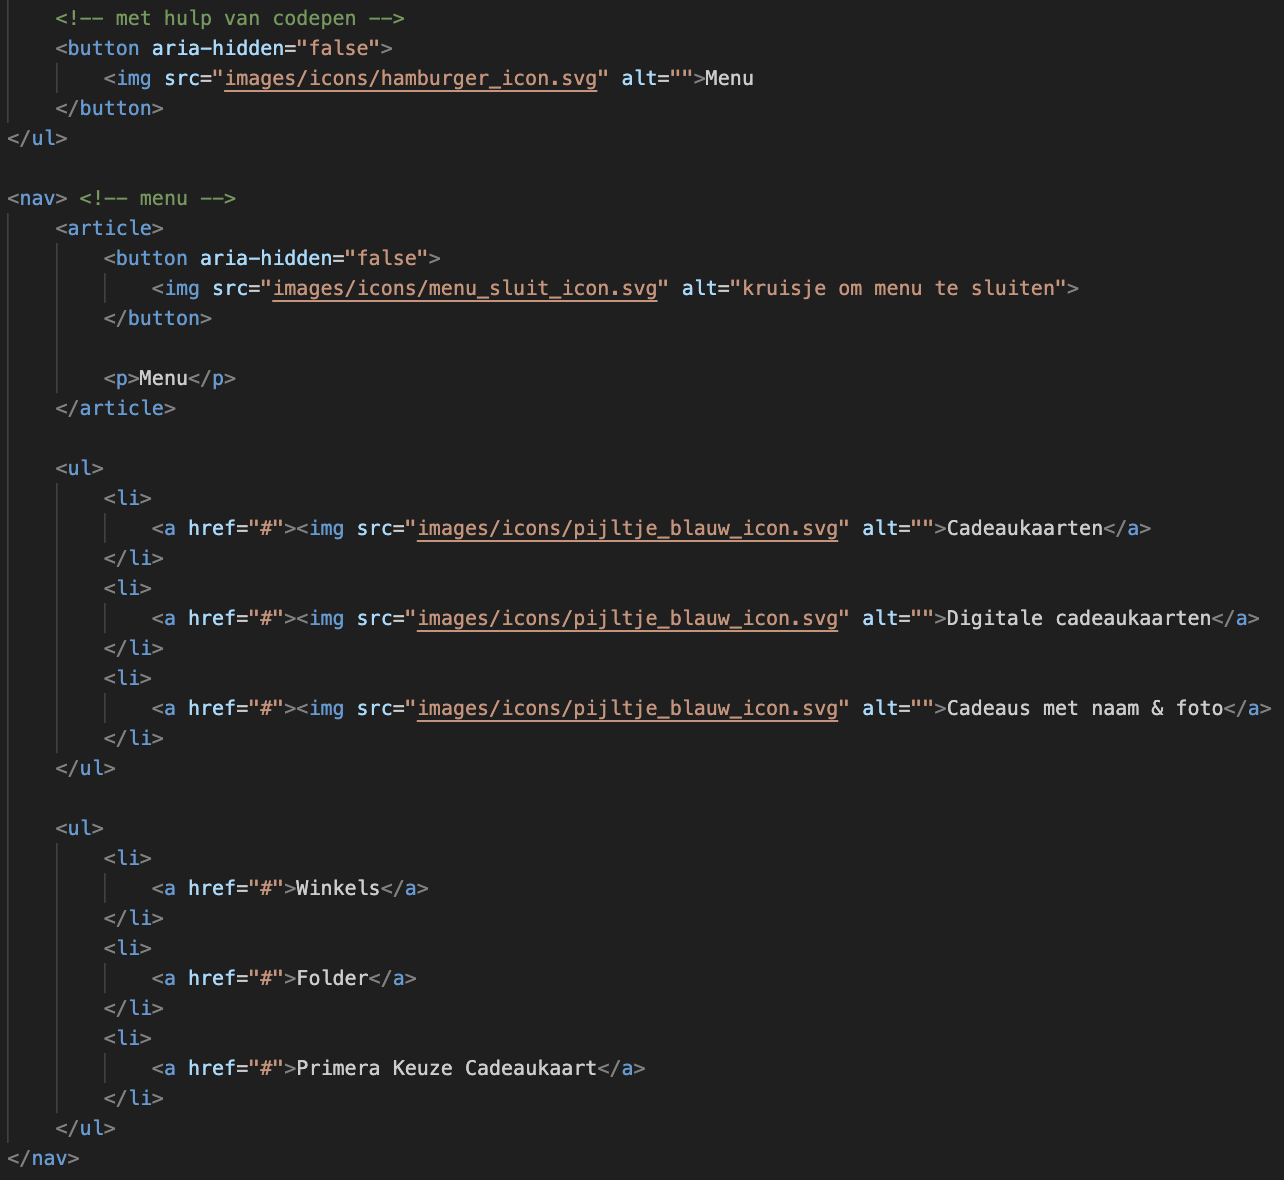 <!-- met hulp van codepen -->
<button aria-hidden="false">
<img src="images/icons/hamburger_icon.svg" alt="">Menu
</button>
</ul>
<nav> <!-- menu -->
<article>
<button aria-hidden="false">
<img src="images/icons/menu_sluit_icon.svg" alt="kruisje om menu te sluiten">
</button>
<p>Menu</p>
</article>
<ul>
<li>
<a href="#"><img src="images/icons/pijltje_blauw_icon.svg" alt="">Cadeaukaarten</a>
</li>
<li>
<a href="#"><img src="images/icons/pijltje_blauw_icon.svg" alt="">Digitale cadeaukaarten</a>
</li>
<li>
<a href="#"><img src="images/icons/pijltje_blauw_icon.svg" alt="">Cadeaus met naam & foto</a>
</li>
</ul>
<ul>
<li>
<a href="#">Winkels</a>
</li>
<li>
<a href="#">Folder</a>
</li>
<li>
<a href="#">Primera Keuze Cadeaukaart</a>
</li>
</ul>
</nav>